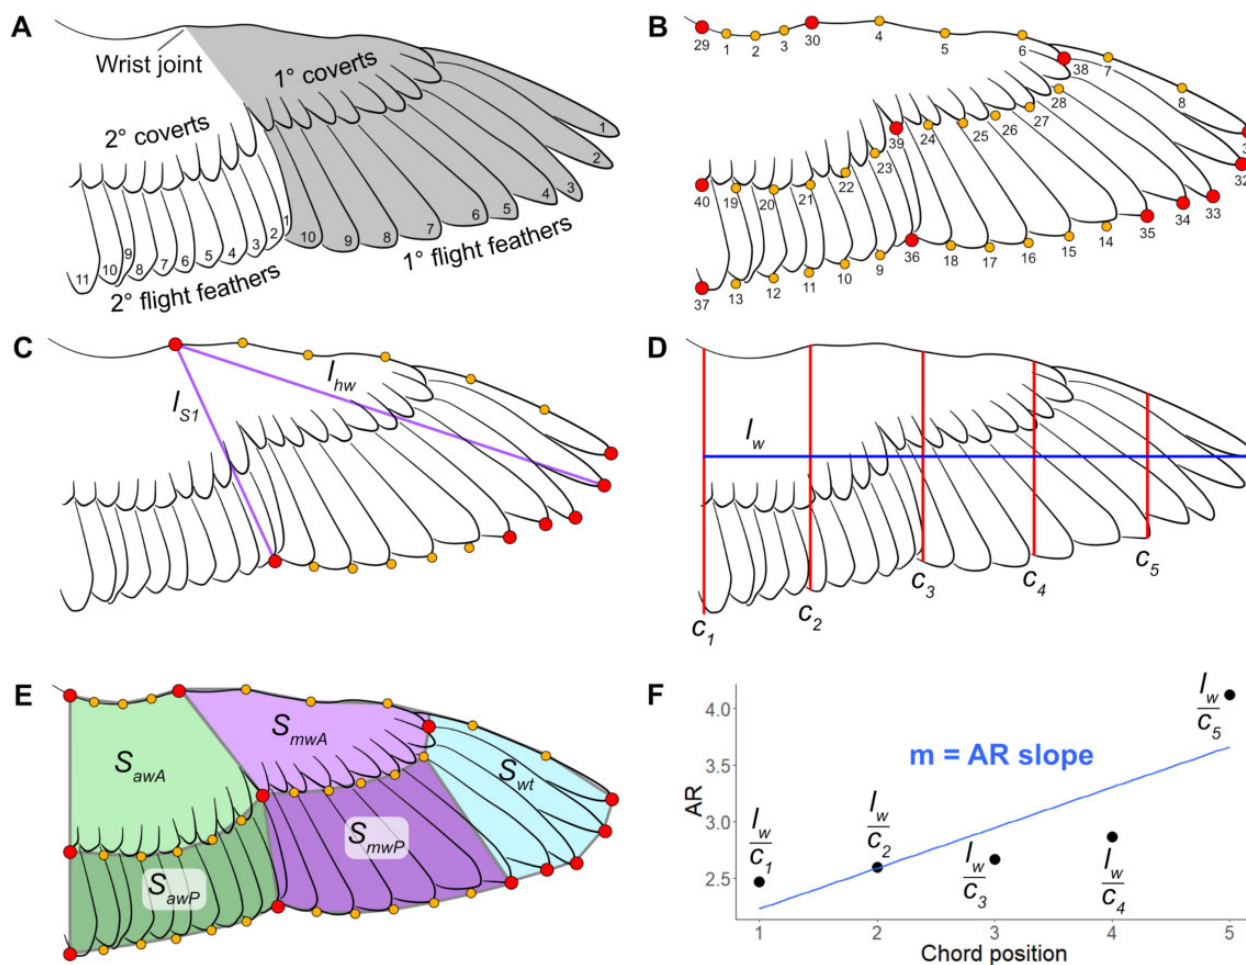 A
Wrist joint
1° coverts
2° coverts
1
2
3
4
5
6
7
8
9
10
1° flight feathers
1
2
3
4
5
6
7
8
9
10
11
2° flight feathers
B
29
1
2
3
30
4
5
6
38
7
8
3
32
33
34
35
14
15
16
17
18
36
9
10
11
12
13
37
40
19
20
21
22
23
39
24
25
26
27
28
C
l_hw
l_S1
D
l_w
c_1
c_2
c_3
c_4
c_5
E
S_awA
S_mwA
S_wt
S_mwP
S_awP
F
AR
4.0
3.5
3.0
2.5
m = AR slope
l_w
c_1
l_w
c_2
l_w
c_3
l_w
c_4
l_w
c_5
1 2 3 4 5
Chord position